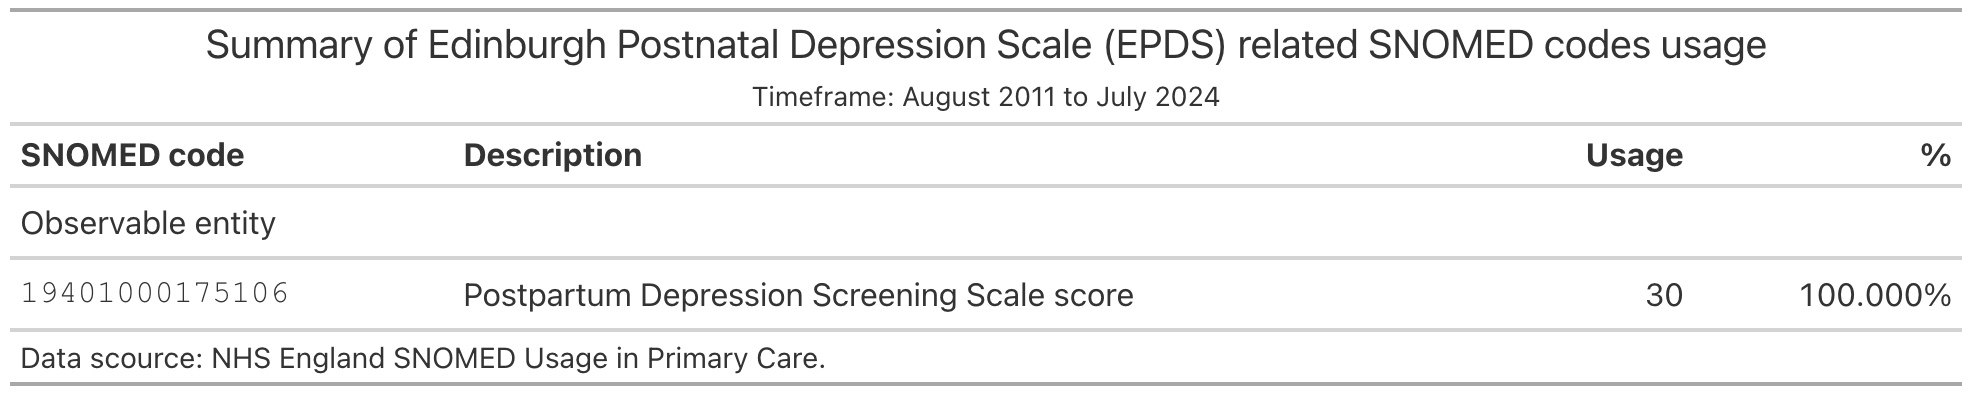 Summary of Edinburgh Postnatal Depression Scale (EPDS) related SNOMED codes usage
Timeframe: August 2011 to July 2024
SNOMED code Description Usage %
Observable entity
19401000175106 Postpartum Depression Screening Scale score 30 100.000%
Data scource: NHS England SNOMED Usage in Primary Care.